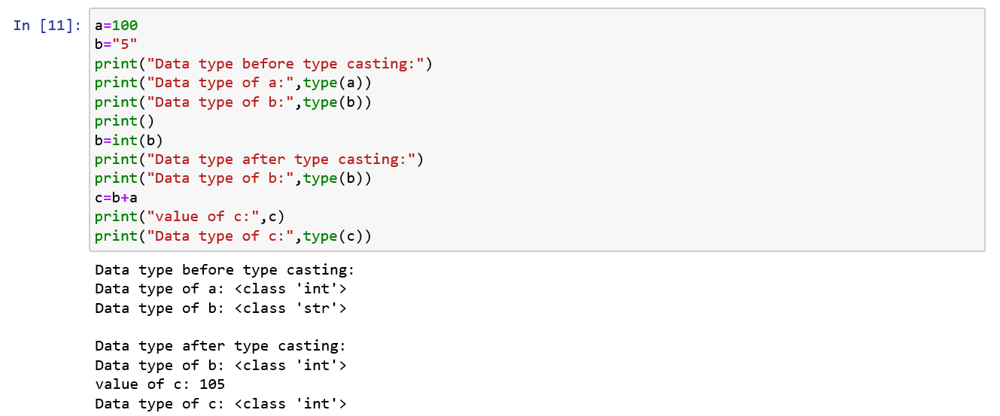 In [11]: a=100
b="5"
print("Data type before type casting:")
print("Data type of a:",type(a))
print("Data type of b:",type(b))
print()
b=int(b)
print("Data type after type casting:")
print("Data type of b:",type(b))
c=b+a
print("value of c:",c)
print("Data type of c:",type(c))
Data type before type casting:
Data type of a: <class 'int'>
Data type of b: <class 'str'>

Data type after type casting:
Data type of b: <class 'int'>
value of c: 105
Data type of c: <class 'int'>